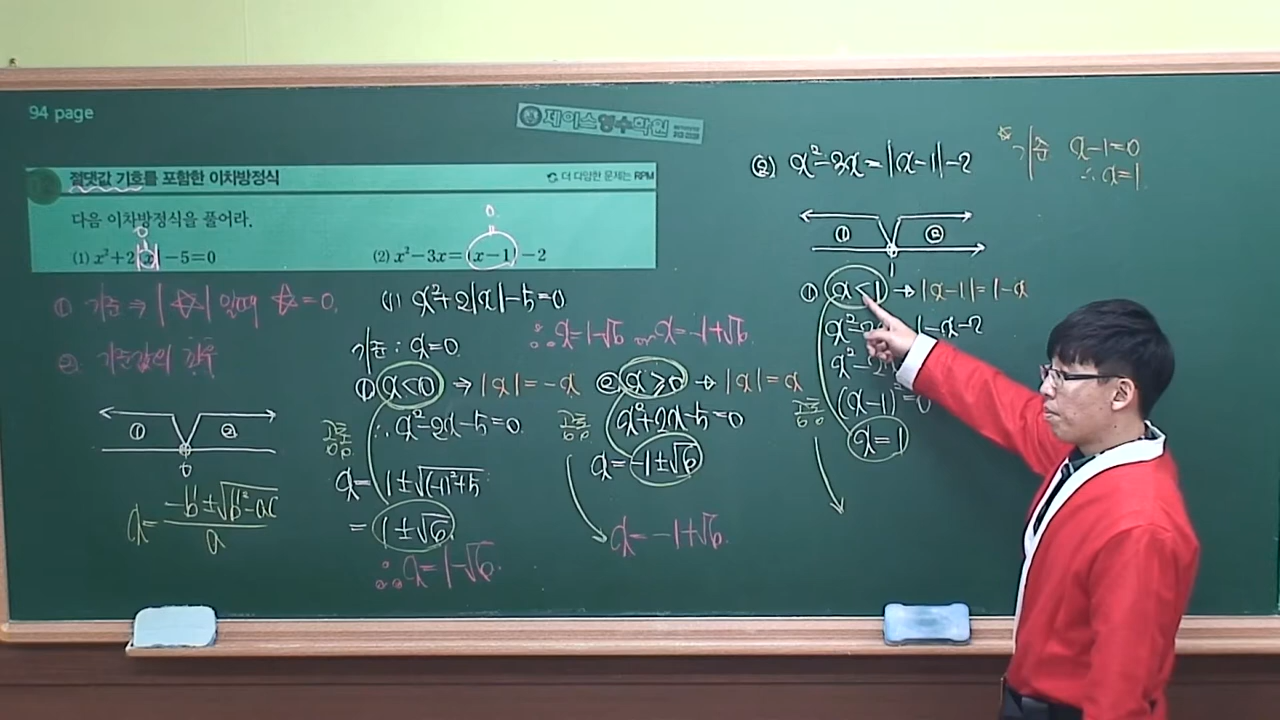 94 page
제이스영수학원
절댓값 기호를 포함한 이차방정식
더 다양한 문제는 RPM
다음 이차방정식을 풀어라.
0
0
(1) x²+2|x|-5=0
(2) x²-3x=|x-1|-2
① 기준 ⇒ |☆| 일때 ☆=0.
② 기준값의 좌우
① ②
0
x = (-b' ± √(b'²-ac)) / a
(1) x²+2|x|-5=0
기준 : x=0
∴ x=1-√6 or x=-1+√6.
① x<0 ⇒ |x|=-x
∴ x²-2x-5=0.
x= 1±√((-1)²+5)
= 1±√6
∴ x=1-√6.
② x≥0 → |x|=x
x²+2x-5=0
x= -1±√6
x=-1+√6.
(2) x²-3x=|x-1|-2
☆ 기준 x-1=0
∴ x=1.
① ②
1
① x<1 → |x-1|=1-x
1-x-2
(x-1)²=0
x=1